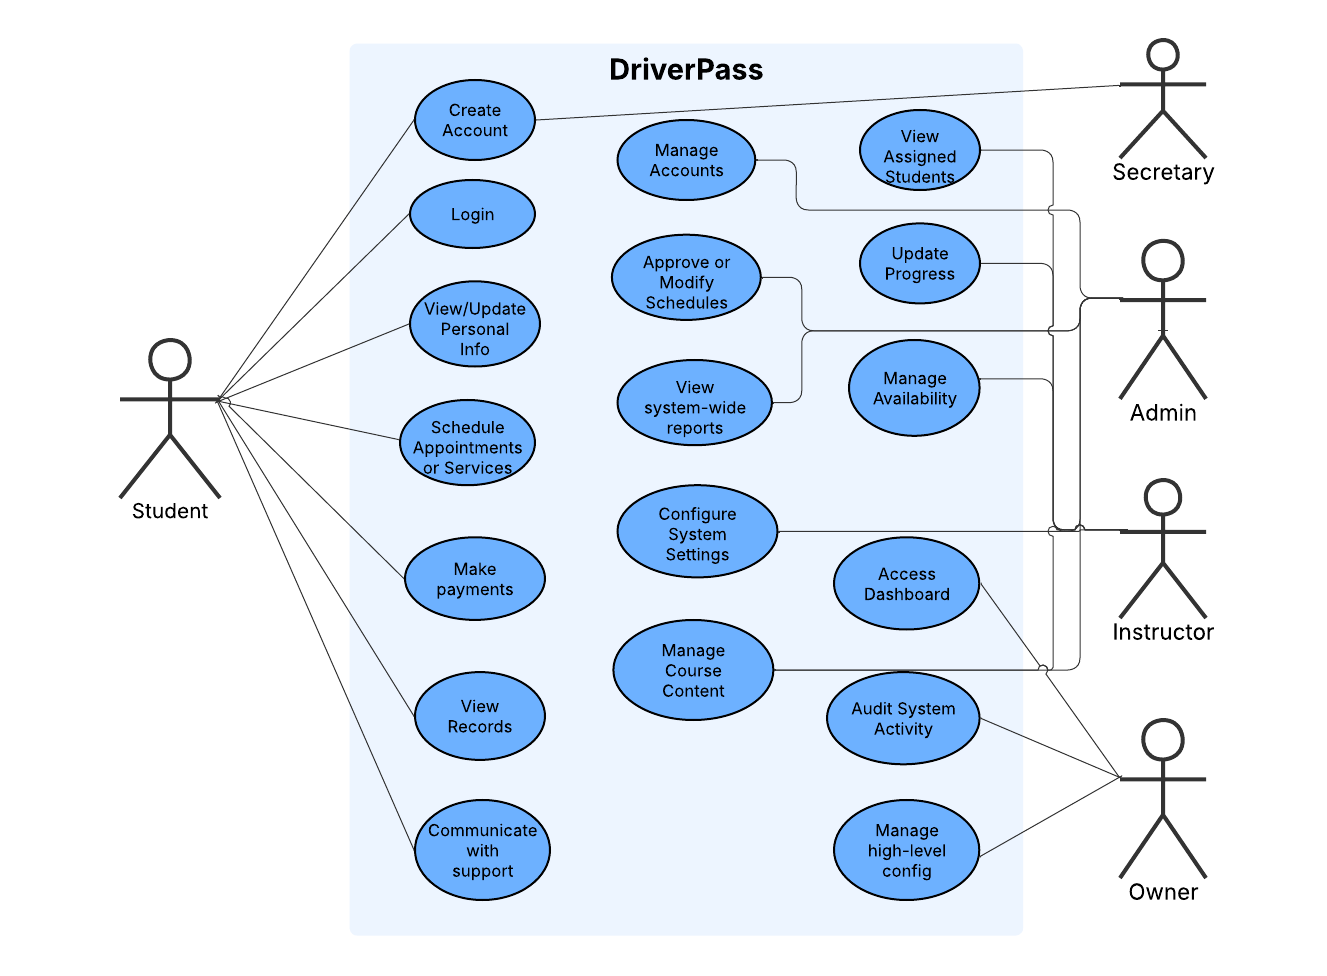 DriverPass
Create
Account
Login
View/Update
Personal
Info
Schedule
Appointments
or Services
Make
payments
View
Records
Communicate
with
support
Manage
Accounts
Approve or
Modify
Schedules
View
system-wide
reports
Configure
System
Settings
Manage
Course
Content
View
Assigned
Students
Update
Progress
Manage
Availability
Access
Dashboard
Audit System
Activity
Manage
high-level
config
Student
Secretary
Admin
Instructor
Owner